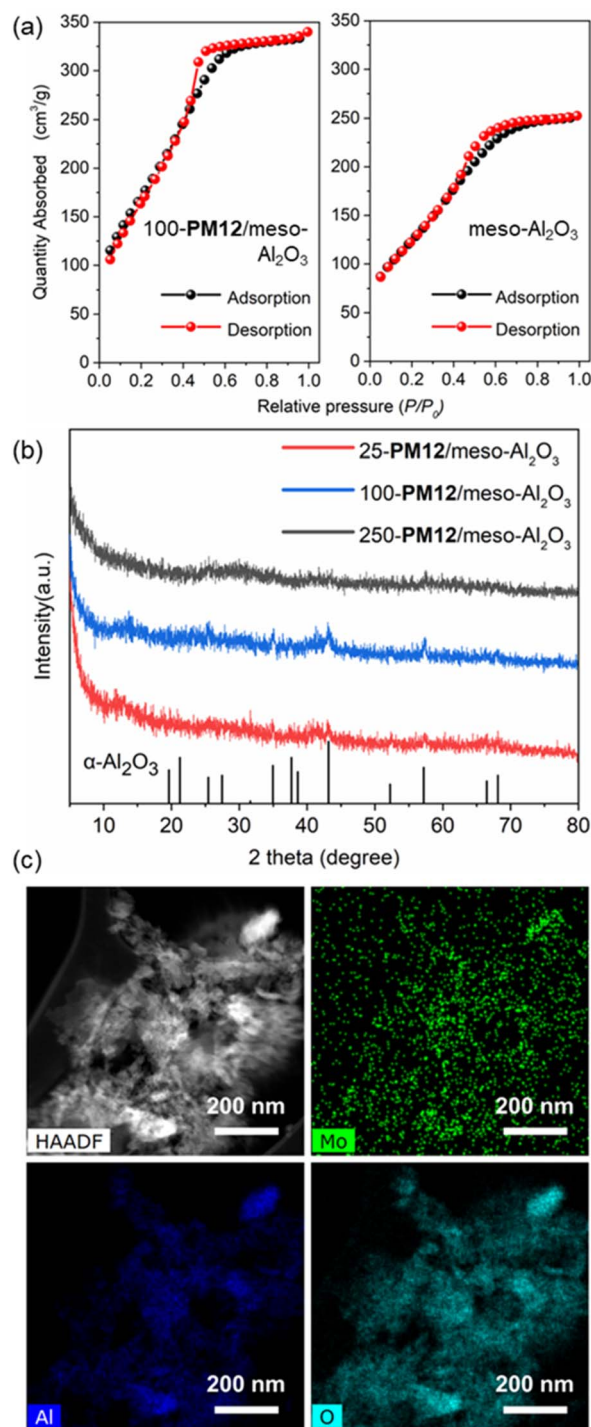 (a)
Quantity Absorbed (cm³/g)
350
300
250
200
150
100
50
0
100-PM12/meso-
Al₂O₃
Adsorption
Desorption
0.0 0.2 0.4 0.6 0.8 1.0
350
300
250
200
150
100
50
0
meso-Al₂O₃
Adsorption
Desorption
0.0 0.2 0.4 0.6 0.8 1.0
Relative pressure (P/P₀)
(b)
Intensity(a.u.)
25-PM12/meso-Al₂O₃
100-PM12/meso-Al₂O₃
250-PM12/meso-Al₂O₃
α-Al₂O₃
10 20 30 40 50 60 70 80
2 theta (degree)
(c)
200 nm
HAADF
200 nm
Mo
200 nm
Al
200 nm
O